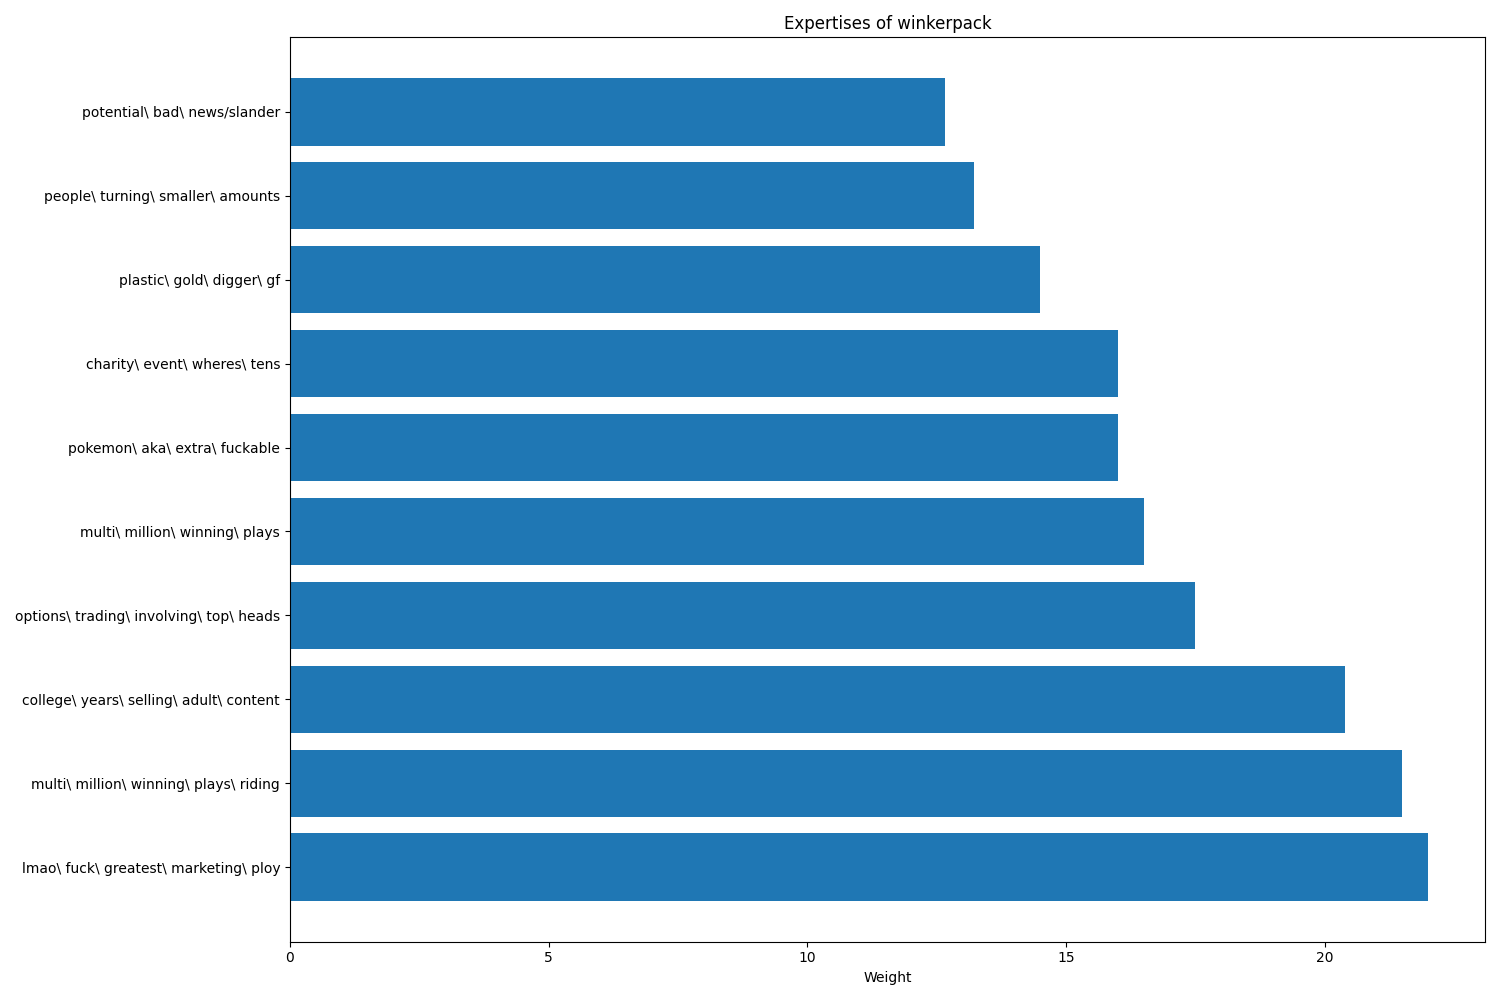 Expertises of winkerpack
potential\ bad\ news/slander
people\ turning\ smaller\ amounts
plastic\ gold\ digger\ gf
charity\ event\ wheres\ tens
pokemon\ aka\ extra\ fuckable
multi\ million\ winning\ plays
options\ trading\ involving\ top\ heads
college\ years\ selling\ adult\ content
multi\ million\ winning\ plays\ riding
lmao\ fuck\ greatest\ marketing\ ploy
0 5 10 15 20
Weight